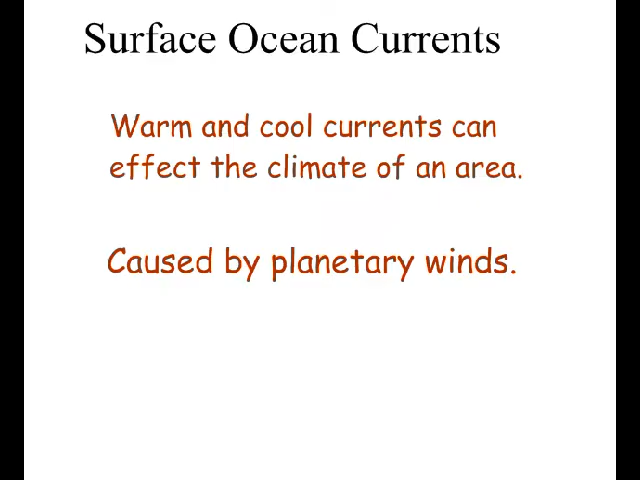 Surface Ocean Currents
Warm and cool currents can
effect the climate of an area.
Caused by planetary winds.